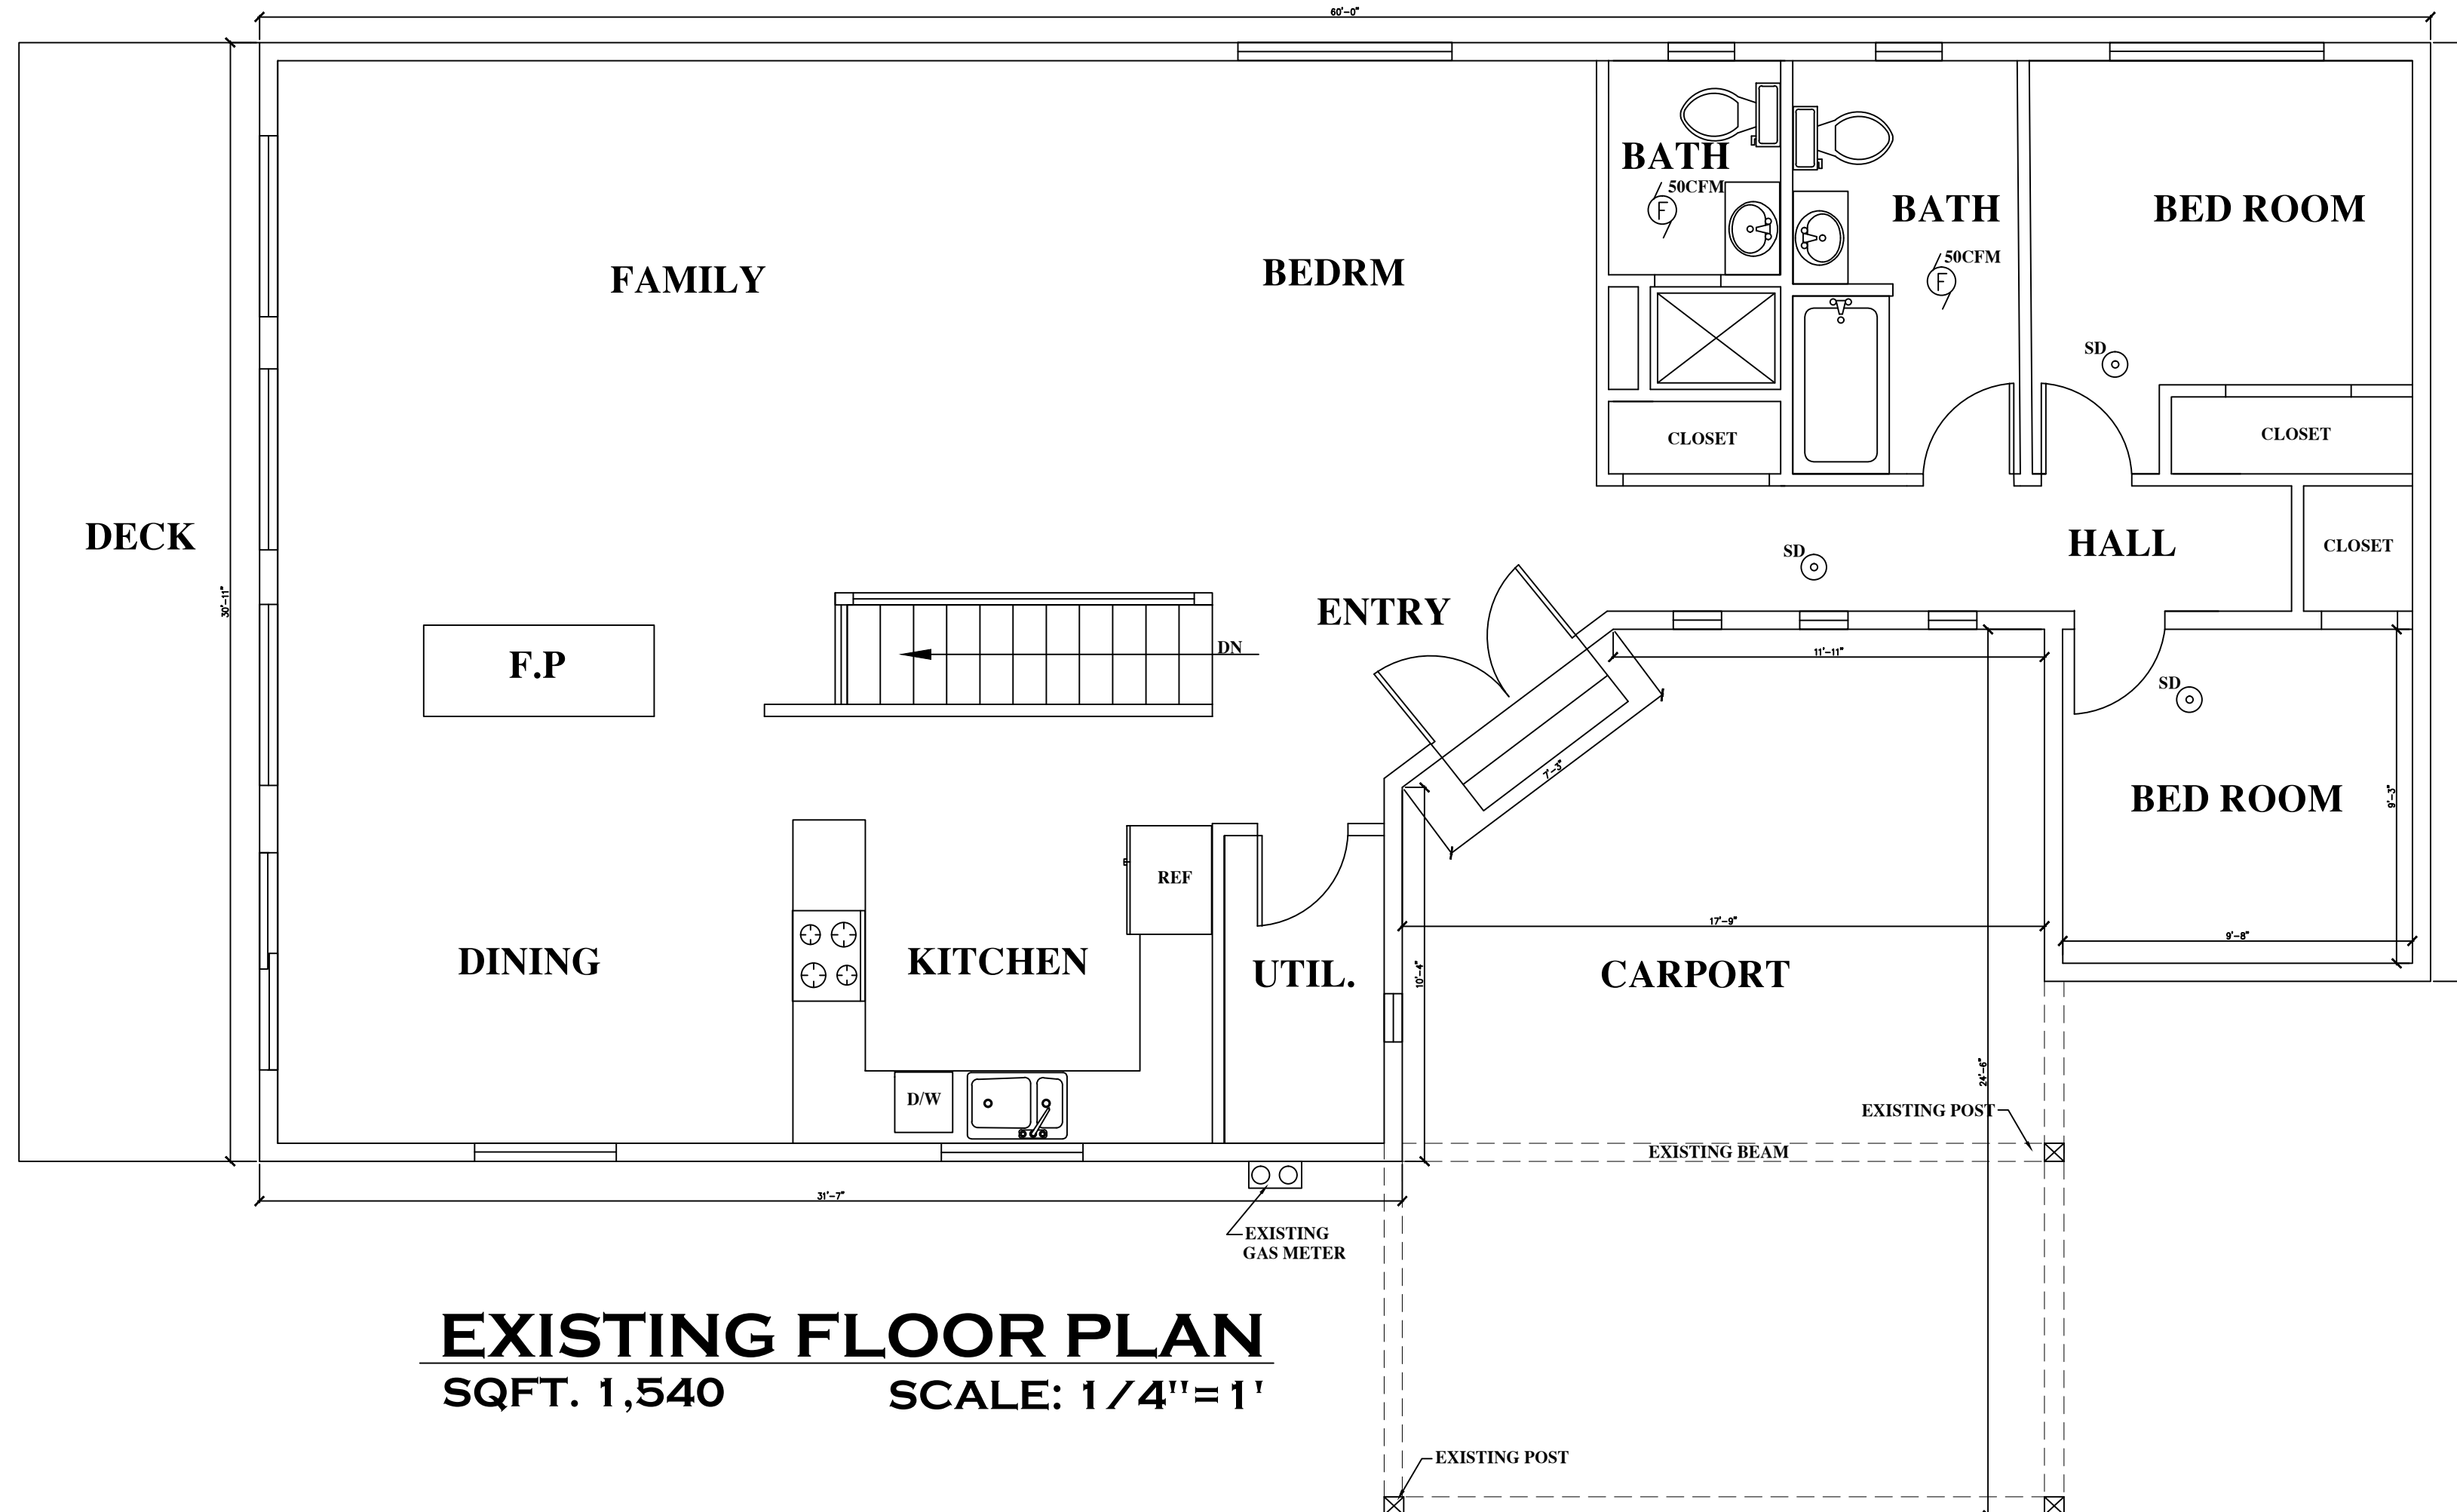 60'-0"
BATH
50CFM
F
BATH
50CFM
F
BED ROOM
FAMILY
BEDRM
SD
CLOSET
CLOSET
DECK
30'-11"
HALL
CLOSET
SD
ENTRY
F.P
DN
11'-11"
SD
7'-3"
BED ROOM
9'-3"
REF
17'-9"
9'-8"
DINING
KITCHEN
UTIL.
10'-4"
CARPORT
24'-6"
D/W
EXISTING POST
EXISTING BEAM
31'-7"
EXISTING
GAS METER
EXISTING FLOOR PLAN
SQFT. 1,540
SCALE: 1/4"=1'
EXISTING POST